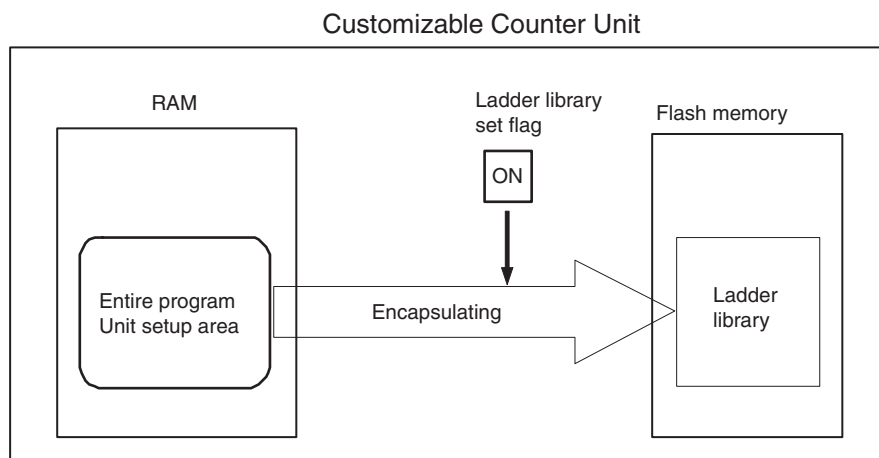 Customizable Counter Unit
RAM
Ladder library
set flag
Flash memory
ON
Entire program
Unit setup area
Encapsulating
Ladder
library